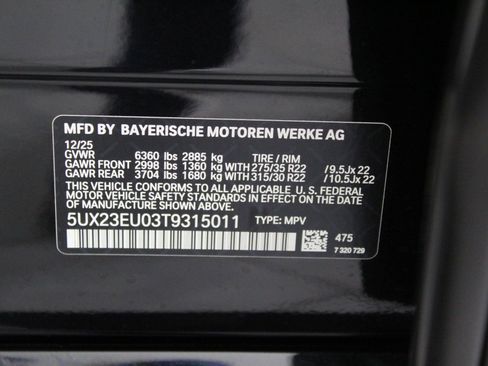 MFD BY BAYERISCHE MOTOREN WERKE AG
12/25
GVWR 6360 lbs 2885 kg TIRE / RIM
GAWR FRONT 2998 lbs 1360 kg WITH 275/35 R22 /9.5Jx 22
GAWR REAR 3704 lbs 1680 kg WITH 315/30 R22 /10.5Jx 22
THIS VEHICLE CONFORMS TO ALL APPLICABLE U. S. FEDERAL
MOTOR VEHICLE SAFETY STANDARDS IN EFFECT ON THE DATE
OF MANUFACTURE SHOWN ABOVE.
5UX23EU03T9315011 TYPE: MPV
475
7 320 729